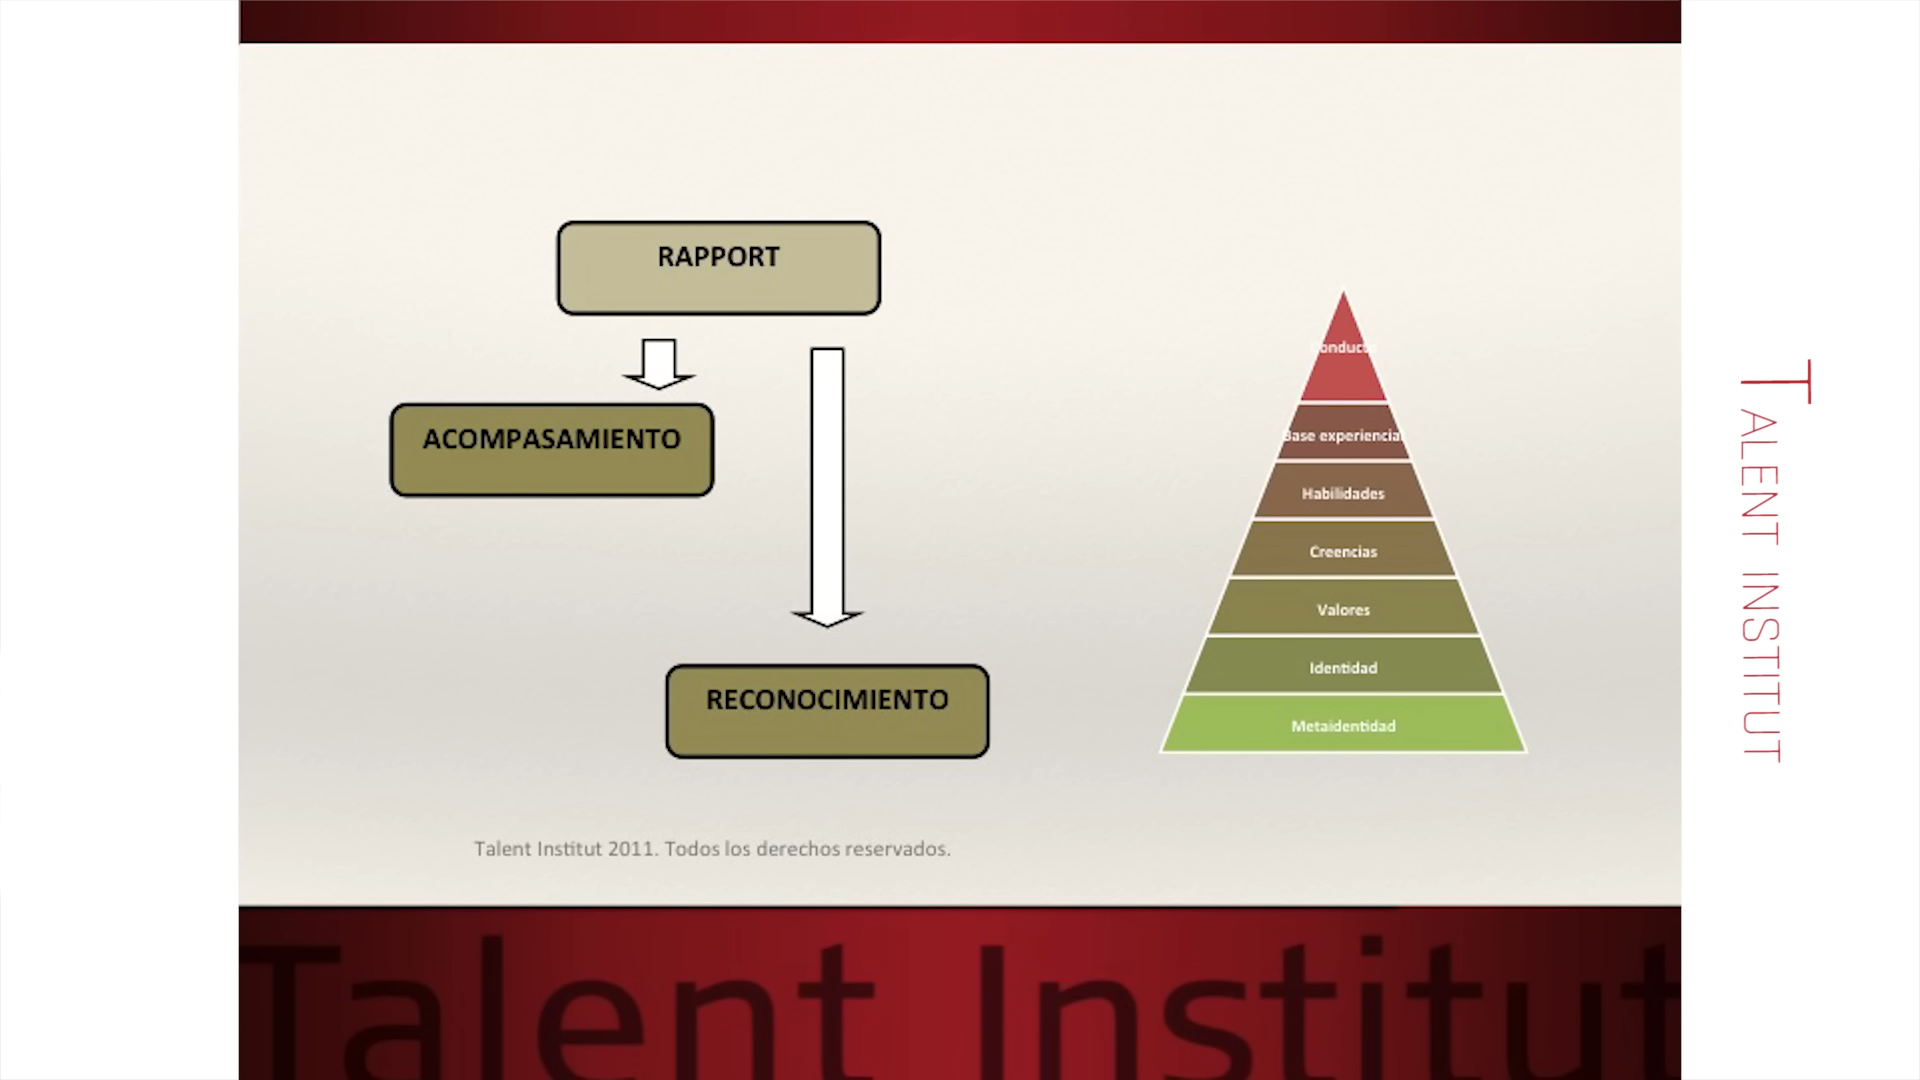 RAPPORT
ACOMPASAMIENTO
RECONOCIMIENTO
Conducta
Base experiencial
Habilidades
Creencias
Valores
Identidad
Metaidentidad
Talent Institut 2011. Todos los derechos reservados.
Talent Institut
TALENT INSTITUT